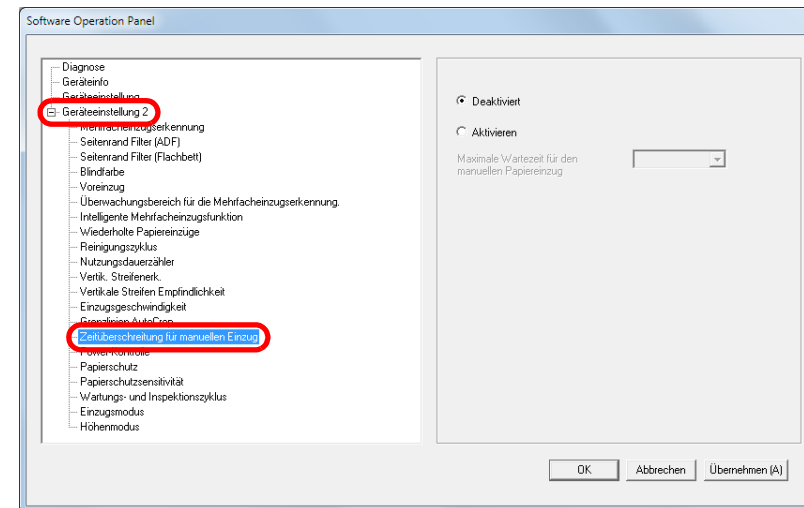 Software Operation Panel
Diagnose
Geräteinfo
Geräteeinstellung
Geräteeinstellung 2
Mehrfacheinzugserkennung
Seitenrand Filter (ADF)
Seitenrand Filter (Flachbett)
Blindfarbe
Voreinzug
Überwachungsbereich für die Mehrfacheinzugserkennung.
Intelligente Mehrfacheinzugsfunktion
Wiederholte Papiereinzüge
Reinigungszyklus
Nutzungsdauerzähler
Vertik. Streifenerk.
Vertikale Streifen Empfindlichkeit
Einzugsgeschwindigkeit
Grenzlinien AutoCrop
Zeitüberschreitung für manuellen Einzug
Power-Kontrolle
Papierschutz
Papierschutzsensitivität
Wartungs- und Inspektionszyklus
Einzugsmodus
Höhenmodus
Deaktiviert
Aktivieren
Maximale Wartezeit für den
manuellen Papiereinzug
OK
Abbrechen
Übernehmen (A)